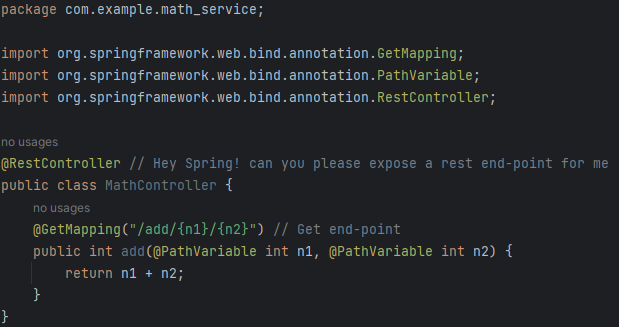 package com.example.math_service;
import org.springframework.web.bind.annotation.GetMapping;
import org.springframework.web.bind.annotation.PathVariable;
import org.springframework.web.bind.annotation.RestController;
no usages
@RestController // Hey Spring! can you please expose a rest end-point for me
public class MathController {
no usages
@GetMapping("/add/{n1}/{n2}") // Get end-point
public int add(@PathVariable int n1, @PathVariable int n2) {
return n1 + n2;
}
}